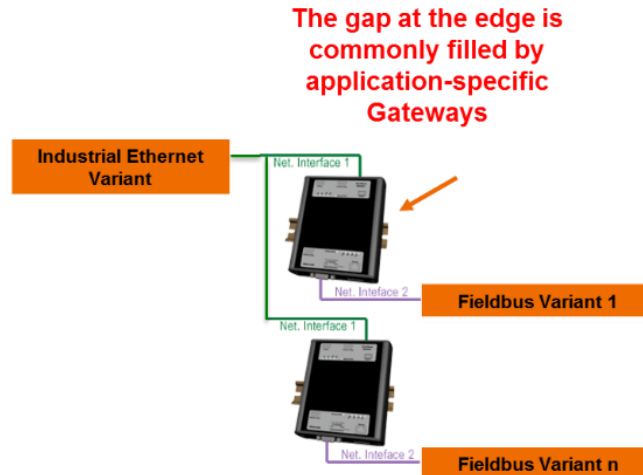 The gap at the edge is
commonly filled by
application-specific
Gateways
Industrial Ethernet
Variant
Net. Interface 1
Net. Inteface 2
Fieldbus Variant 1
Net. Interface 1
Net. Inteface 2
Fieldbus Variant n